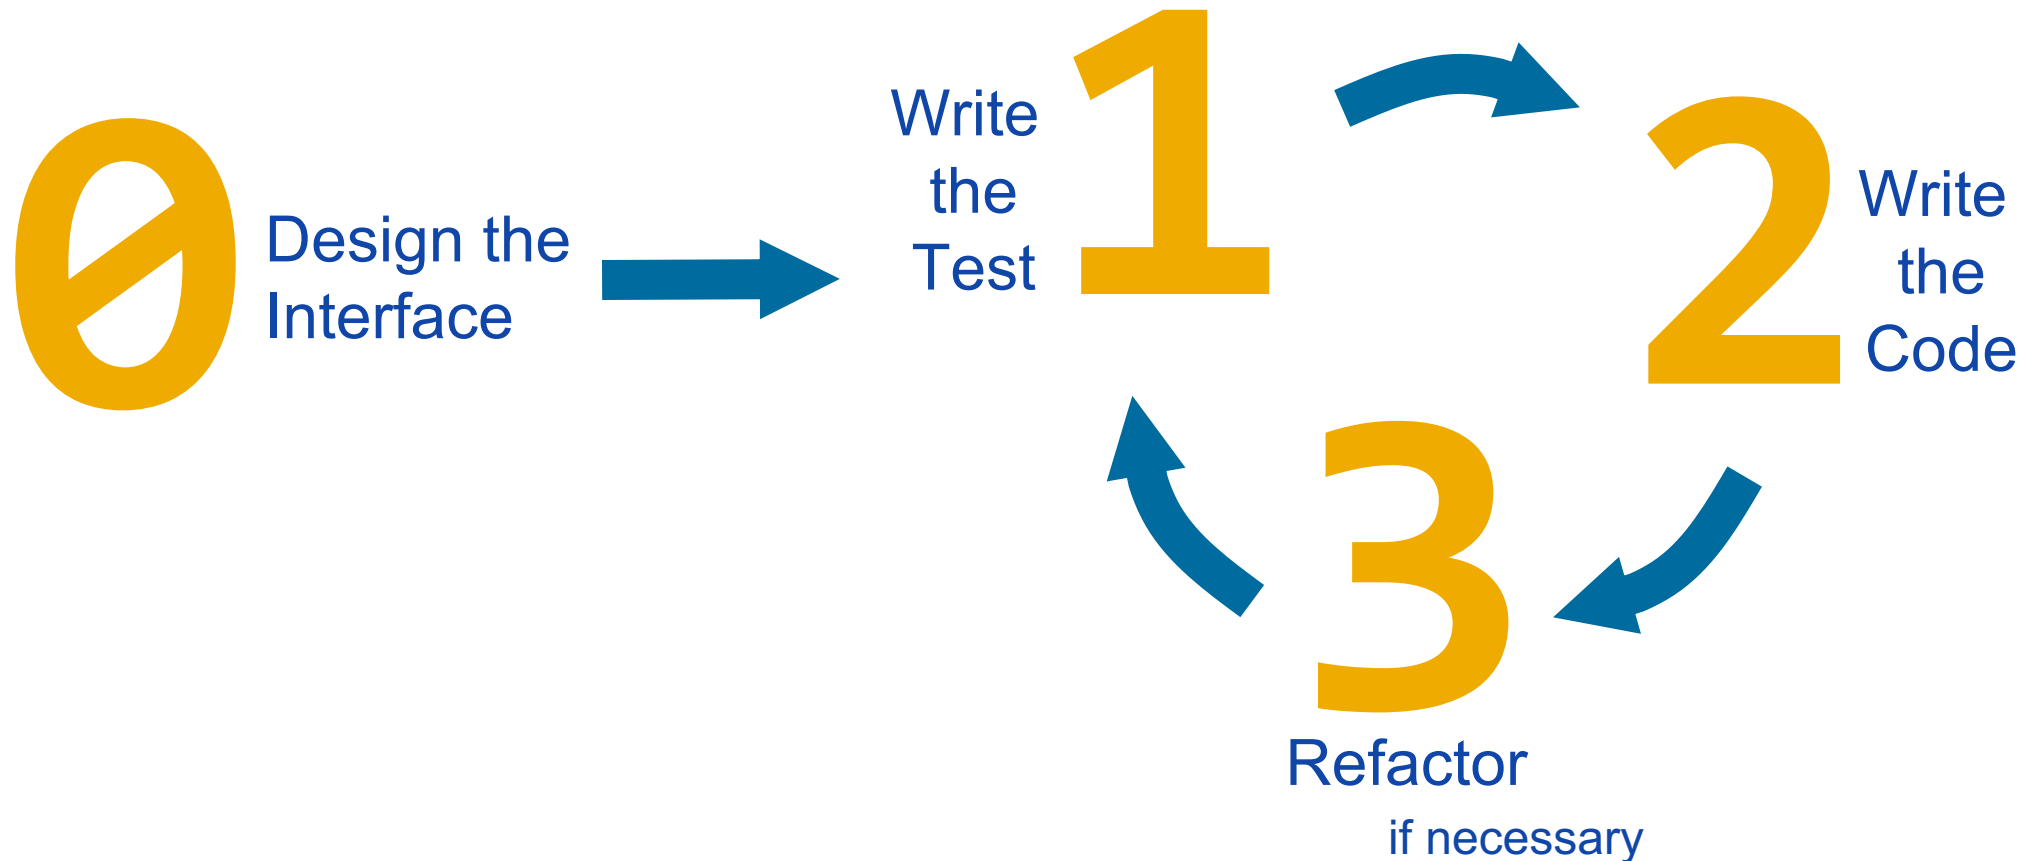 0
Design the
Interface
1
Write
the
Test
2
Write
the
Code
3
Refactor
if necessary